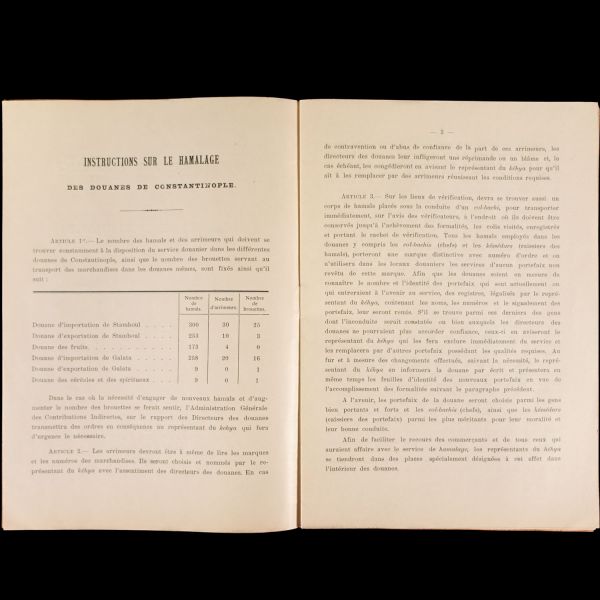 INSTRUCTIONS SUR LE HAMALAGE
DES DOUANES DE CONSTANTINOPLE.
ARTICLE 1er.— Le nombre des hamals et des arrimeurs qui doivent se
trouver constamment à la disposition du service douanier dans les différentes
douanes de Constantinople, ainsi que le nombre des brouettes servant au
transport des marchandises dans les douanes mêmes, sont fixés ainsi qu'il
suit :
Nombre de hamals. Nombre d'arrimeurs. Nombre de brouettes.
Douane d'importation de Stamboul . . . . 300 30 25
Douane d'exportation de Stamboul . . . . 253 10 3
Douane des fruits. . . . . . . . . . 173 4 0
Douane d'importation de Galata . . . . . 258 20 16
Douane d'exportation de Galata . . . . . 9 0 1
Douane des céréales et des spiritueux . . . 9 0 1
Dans le cas où la nécessité d'engager de nouveaux hamals et d'aug-
menter le nombre des brouettes se ferait sentir, l'Administration Générale
des Contributions Indirectes, sur le rapport des Directeurs des douanes
transmettra des ordres en conséquence au représentant du kéhya qui fera
d'urgence le nécessaire.
ARTICLE 2.— Les arrimeurs devront être à même de lire les marques
et les numéros des marchandises. Ils seront choisis et nommés par le re-
présentant du kéhya avec l'assentiment des directeurs des douanes. En cas
— 2 —
de contravention ou d'abus de confiance de la part de ces arrimeurs, les
directeurs des douanes leur infligeront une réprimande ou un blâme et, le
cas échéant, les congédieront en avisant le représentant du kéhya pour qu'il
ait à les remplacer par des arrimeurs réunissant les conditions requises.
ARTICLE 3.— Sur les lieux de vérification, devra se trouver aussi un
corps de hamals placés sous la conduite d'un col-bachi, pour transporter
immédiatement, sur l'avis des vérificateurs, à l'endroit où ils doivent être
conservés jusqu'à l'achèvement des formalités, les colis visités, enregistrés
et portant le cachet de vérification. Tous les hamals employés dans les
douanes y compris les col-bachis (chefs) et les késédars (caissiers des
hamals), porteront une marque distinctive avec numéro d'ordre et on
n'utilisera dans les locaux douaniers les services d'aucun portefaix non
revêtu de cette marque. Afin que les douanes soient en mesure de
connaître le nombre et l'identité des portefaix qui sont actuellement ou
qui entreraient à l'avenir au service, des registres, légalisés par le repré-
sentant du kéhya, contenant les noms, les numéros et le signalement des
portefaix, leur seront remis. S'il se trouve parmi ces derniers des gens
dont l'inconduite serait constatée ou bien auxquels les directeurs des
douanes ne pourraient plus accorder confiance, ceux-ci en aviseront le
représentant du kéhya qui les fera exclure immédiatement du service et
les remplacera par d'autres portefaix possédant les qualités requises. Au
fur et à mesure des changements effectués, suivant la nécessité, le repré-
sentant du kéhya en informera la douane par écrit et présentera en
même temps les feuilles d'identité des nouveaux portefaix en vue de
l'accomplissement des formalités suivant le paragraphe précédent.
A l'avenir, les portefaix de la douane seront choisis parmi les gens
bien portants et forts et les col-bachis (chefs), ainsi que les késédars
(caissiers des portefaix) parmi les plus méritants pour leur moralité et
leur bonne conduite.
Afin de faciliter le recours des commerçants et de tous ceux qui
auraient affaire avec le service de hamalage, les représentants du kéhya
se tiendront dans des places spécialement désignées à cet effet dans
l'intérieur des douanes.